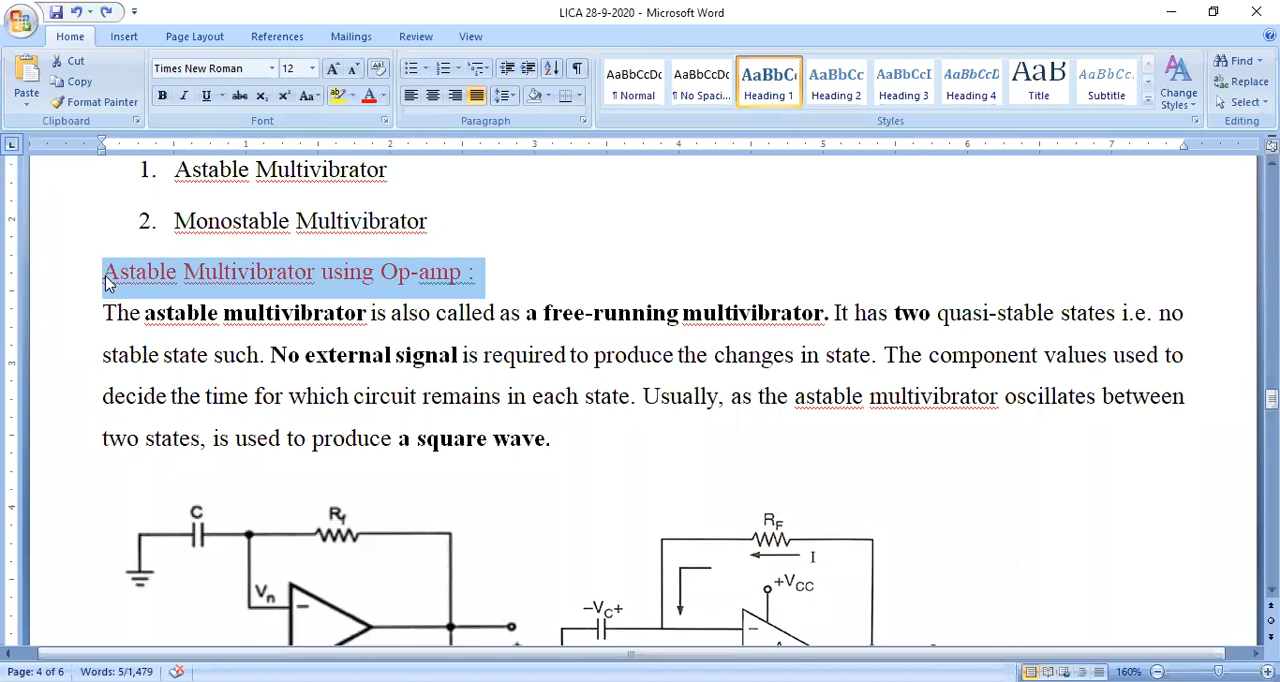 LICA 28-9-2020 - Microsoft Word
Home Insert Page Layout References Mailings Review View
Paste
Cut
Copy
Format Painter
Clipboard
Times New Roman 12
Font
Paragraph
AaBbCcDc AaBbCcDc AaBbC AaBbCc AaBbCcI AaBbCcD AaB AaBbCc.
¶ Normal ¶ No Spaci... Heading 1 Heading 2 Heading 3 Heading 4 Title Subtitle
Change Styles
Styles
Find
Replace
Select
Editing
1 2 3 4 5 6 7
1. Astable Multivibrator
2. Monostable Multivibrator
Astable Multivibrator using Op-amp :
The astable multivibrator is also called as a free-running multivibrator. It has two quasi-stable states i.e. no
stable state such. No external signal is required to produce the changes in state. The component values used to
decide the time for which circuit remains in each state. Usually, as the astable multivibrator oscillates between
two states, is used to produce a square wave.
C
Rf
Vn
−
RF
I
+VCC
−VC+
−
Page: 4 of 6 Words: 5/1,479 160%